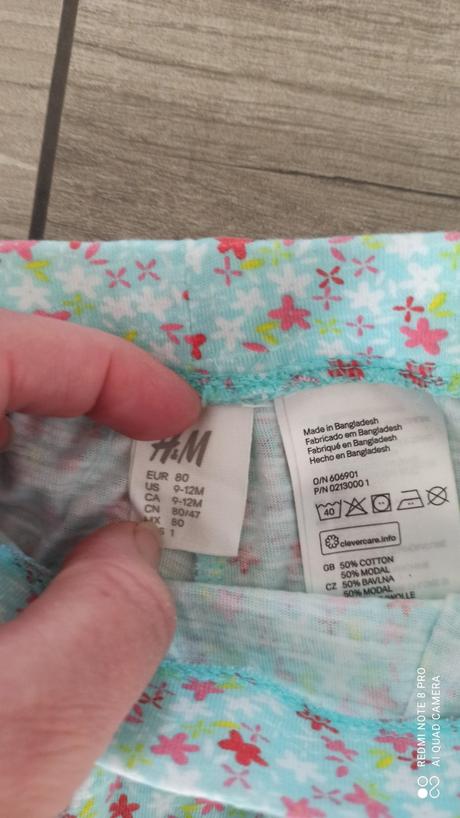 H&M
EUR 80
US 9-12M
CA 9-12M
CN 80/47
MX 80
1
Made in Bangladesh
Fabricado em Bangladesh
Fabriqué en Bangladesh
Hecho en Bangladesh
O/N 606901
P/N 0213000 1
40
clevercare.info
GB 50% COTTON
50% MODAL
CZ 50% BAVLNA
50% MODAL
REDMI NOTE 8 PRO
AI QUAD CAMERA